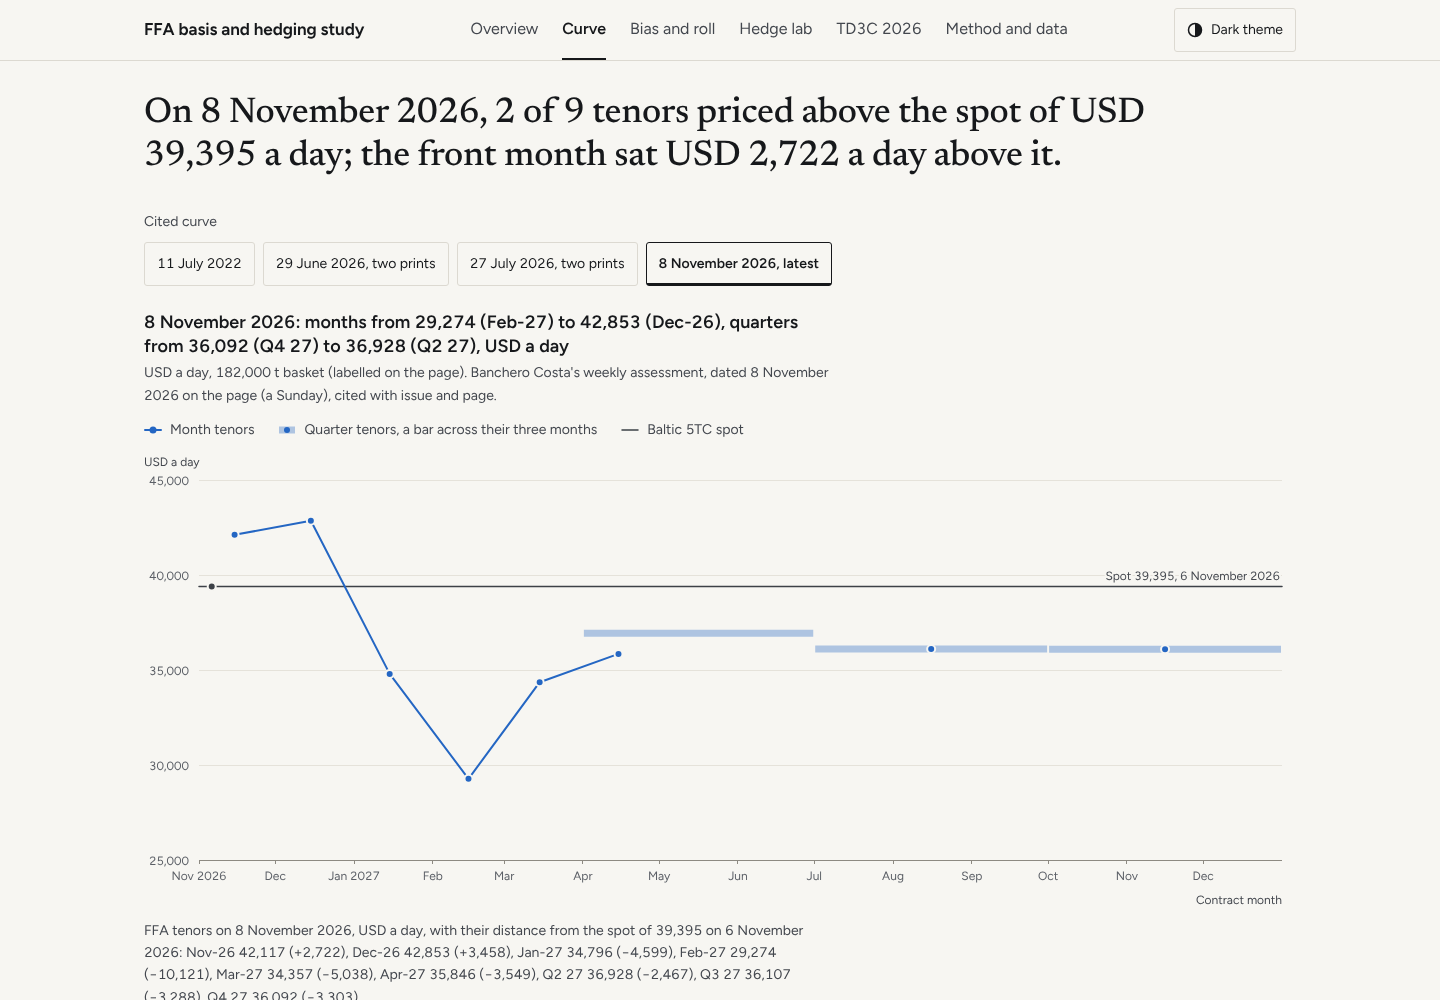 FFA basis and hedging study
Overview
Curve
Bias and roll
Hedge lab
TD3C 2026
Method and data
Dark theme
On 8 November 2026, 2 of 9 tenors priced above the spot of USD
39,395 a day; the front month sat USD 2,722 a day above it.
Cited curve
11 July 2022
29 June 2026, two prints
27 July 2026, two prints
8 November 2026, latest
8 November 2026: months from 29,274 (Feb-27) to 42,853 (Dec-26), quarters
from 36,092 (Q4 27) to 36,928 (Q2 27), USD a day
USD a day, 182,000 t basket (labelled on the page). Banchero Costa's weekly assessment, dated 8 November
2026 on the page (a Sunday), cited with issue and page.
Month tenors
Quarter tenors, a bar across their three months
Baltic 5TC spot
USD a day
45,000
40,000
Spot 39,395, 6 November 2026
35,000
30,000
25,000
Nov 2026
Dec
Jan 2027
Feb
Mar
Apr
May
Jun
Jul
Aug
Sep
Oct
Nov
Dec
Contract month
FFA tenors on 8 November 2026, USD a day, with their distance from the spot of 39,395 on 6 November
2026: Nov-26 42,117 (+2,722), Dec-26 42,853 (+3,458), Jan-27 34,796 (−4,599), Feb-27 29,274
(−10,121), Mar-27 34,357 (−5,038), Apr-27 35,846 (−3,549), Q2 27 36,928 (−2,467), Q3 27 36,107
(−3,288), Q4 27 36,092 (−3,303).